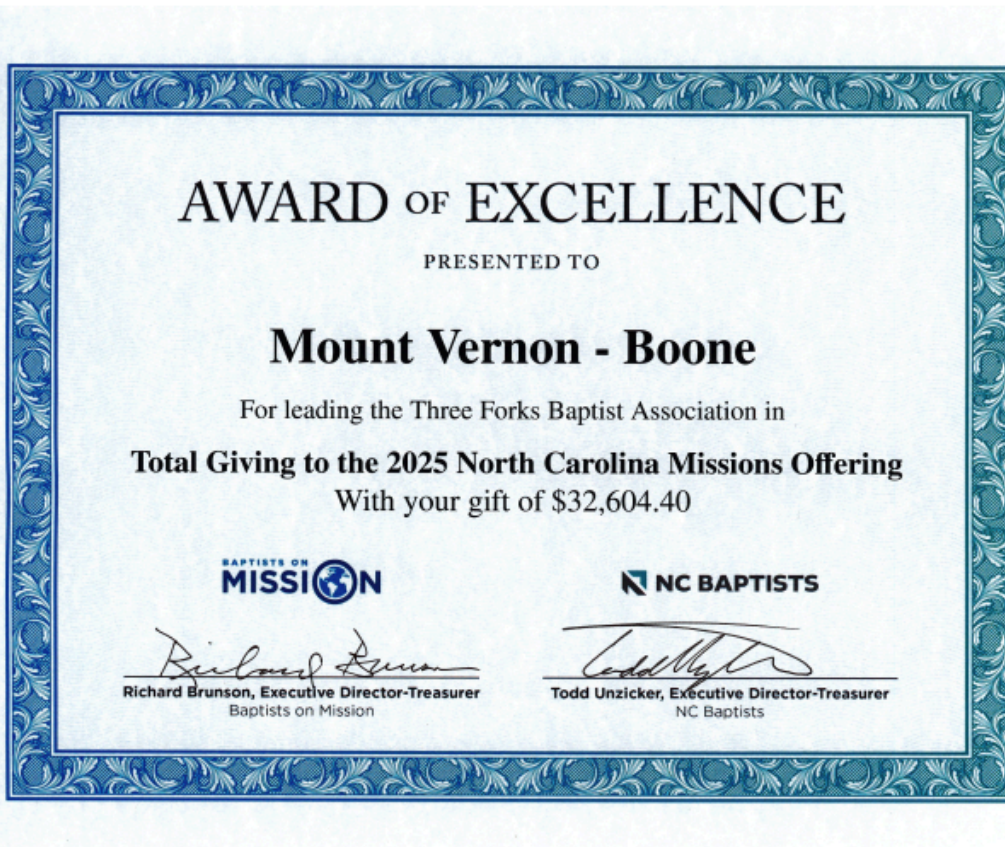 AWARD OF EXCELLENCE
PRESENTED TO
Mount Vernon - Boone
For leading the Three Forks Baptist Association in
Total Giving to the 2025 North Carolina Missions Offering
With your gift of $32,604.40
BAPTISTS ON
MISSION
NC BAPTISTS
Richard Brunson
Richard Brunson, Executive Director-Treasurer
Baptists on Mission
Todd Unzicker, Executive Director-Treasurer
NC Baptists